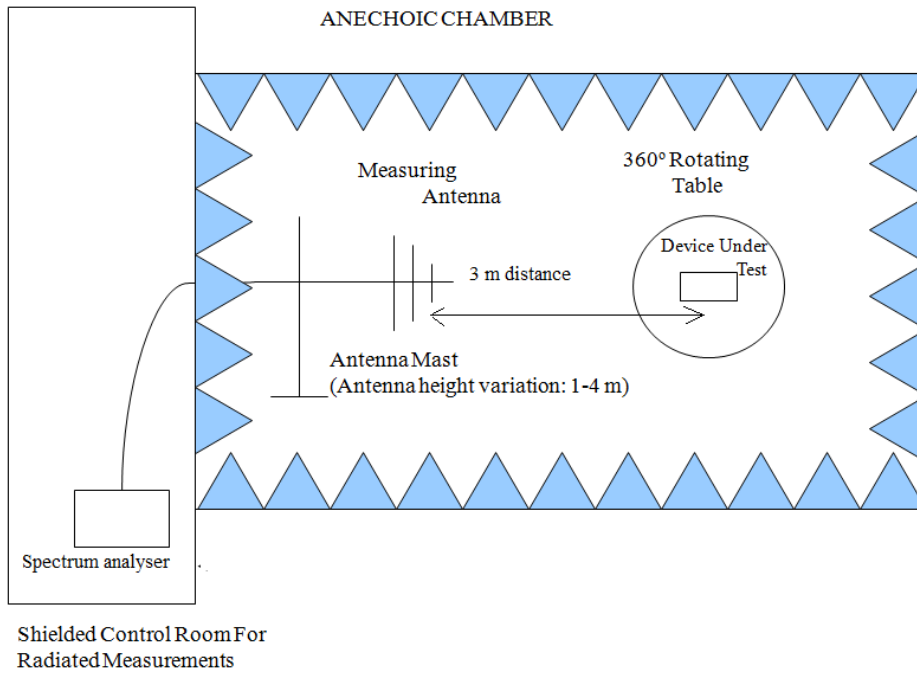 ANECHOIC CHAMBER
Measuring
Antenna
360º Rotating
Table
Device Under
Test
3 m distance
Antenna Mast
(Antenna height variation: 1-4 m)
Spectrum analyser
Shielded Control Room For
Radiated Measurements